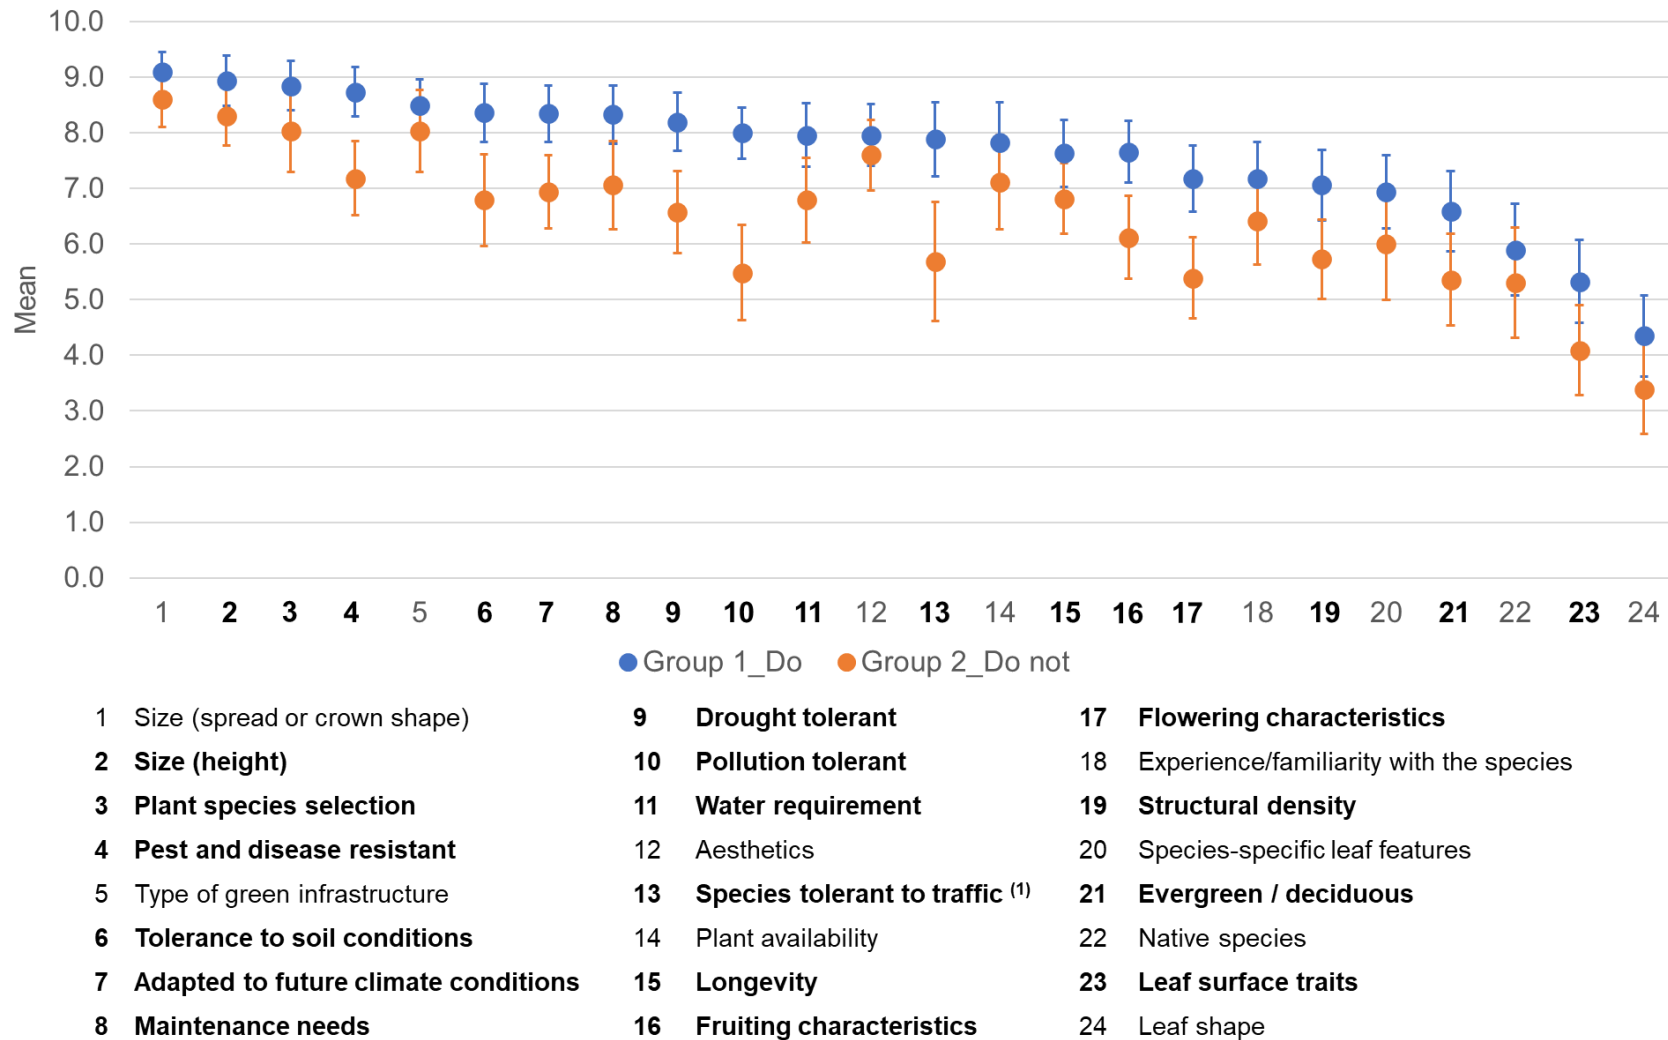 10.0
9.0
8.0
7.0
6.0
5.0
4.0
3.0
2.0
1.0
0.0
Mean
1 2 3 4 5 6 7 8 9 10 11 12 13 14 15 16 17 18 19 20 21 22 23 24
Group 1_Do Group 2_Do not
1 Size (spread or crown shape)
2 Size (height)
3 Plant species selection
4 Pest and disease resistant
5 Type of green infrastructure
6 Tolerance to soil conditions
7 Adapted to future climate conditions
8 Maintenance needs
9 Drought tolerant
10 Pollution tolerant
11 Water requirement
12 Aesthetics
13 Species tolerant to traffic (1)
14 Plant availability
15 Longevity
16 Fruiting characteristics
17 Flowering characteristics
18 Experience/familiarity with the species
19 Structural density
20 Species-specific leaf features
21 Evergreen / deciduous
22 Native species
23 Leaf surface traits
24 Leaf shape